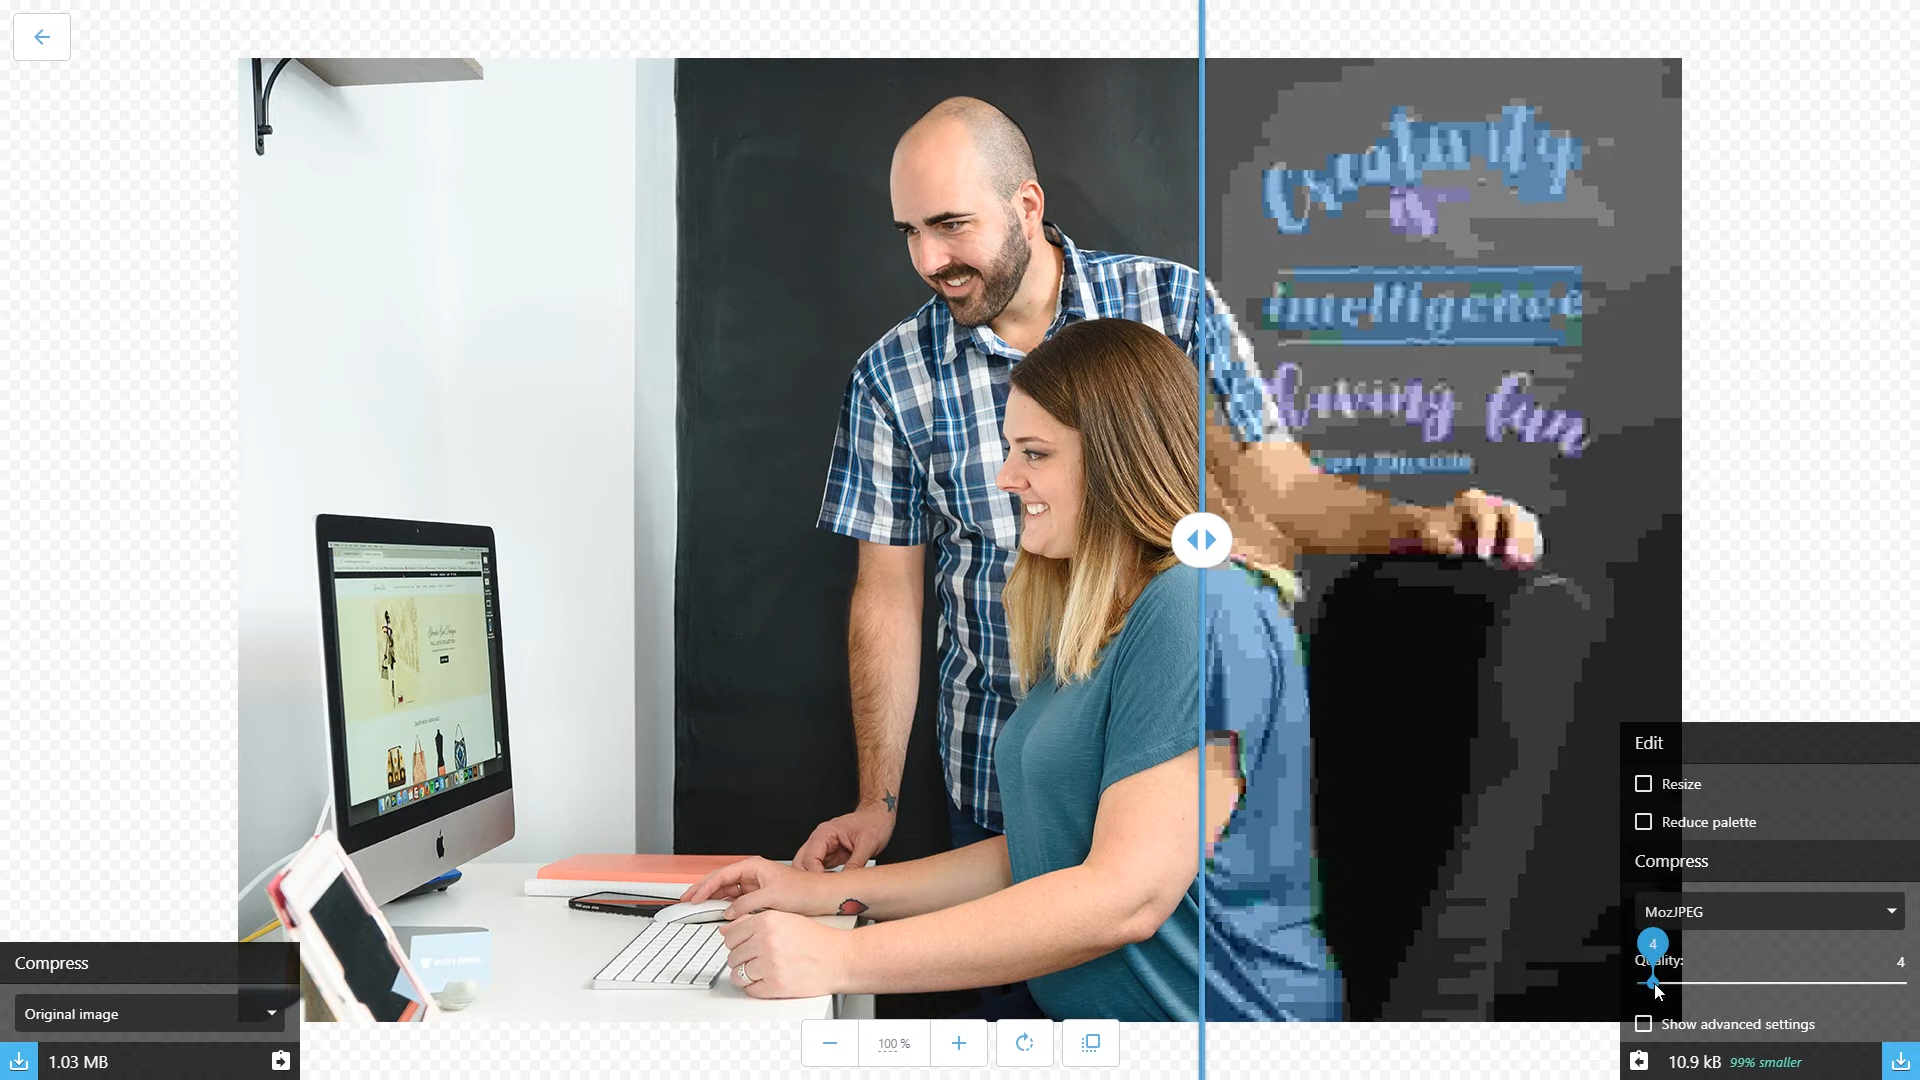 Creativity
is
intelligence
having fun
Edit
Resize
Reduce palette
Compress
MozJPEG
4
Quality:
4
Show advanced settings
10.9 kB 99% smaller
Compress
Original image
1.03 MB
100 %